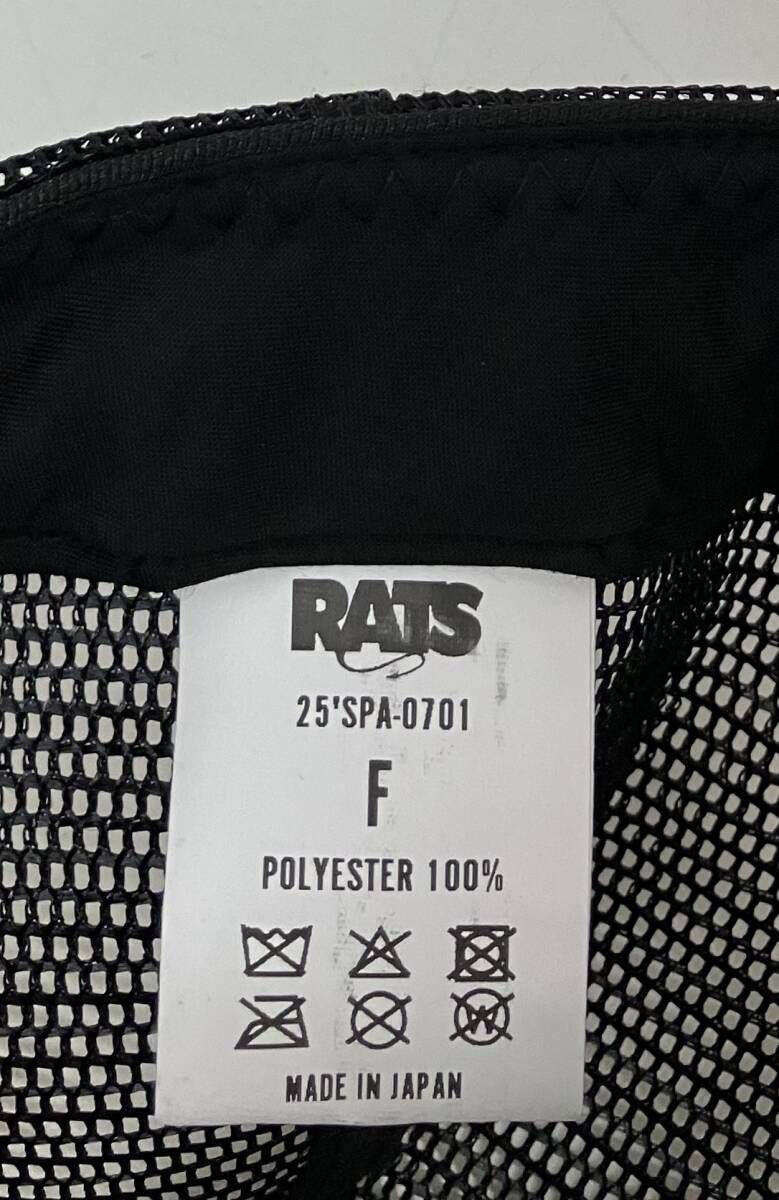 RATS
25'SPA-0701
F
POLYESTER 100%
W
MADE IN JAPAN